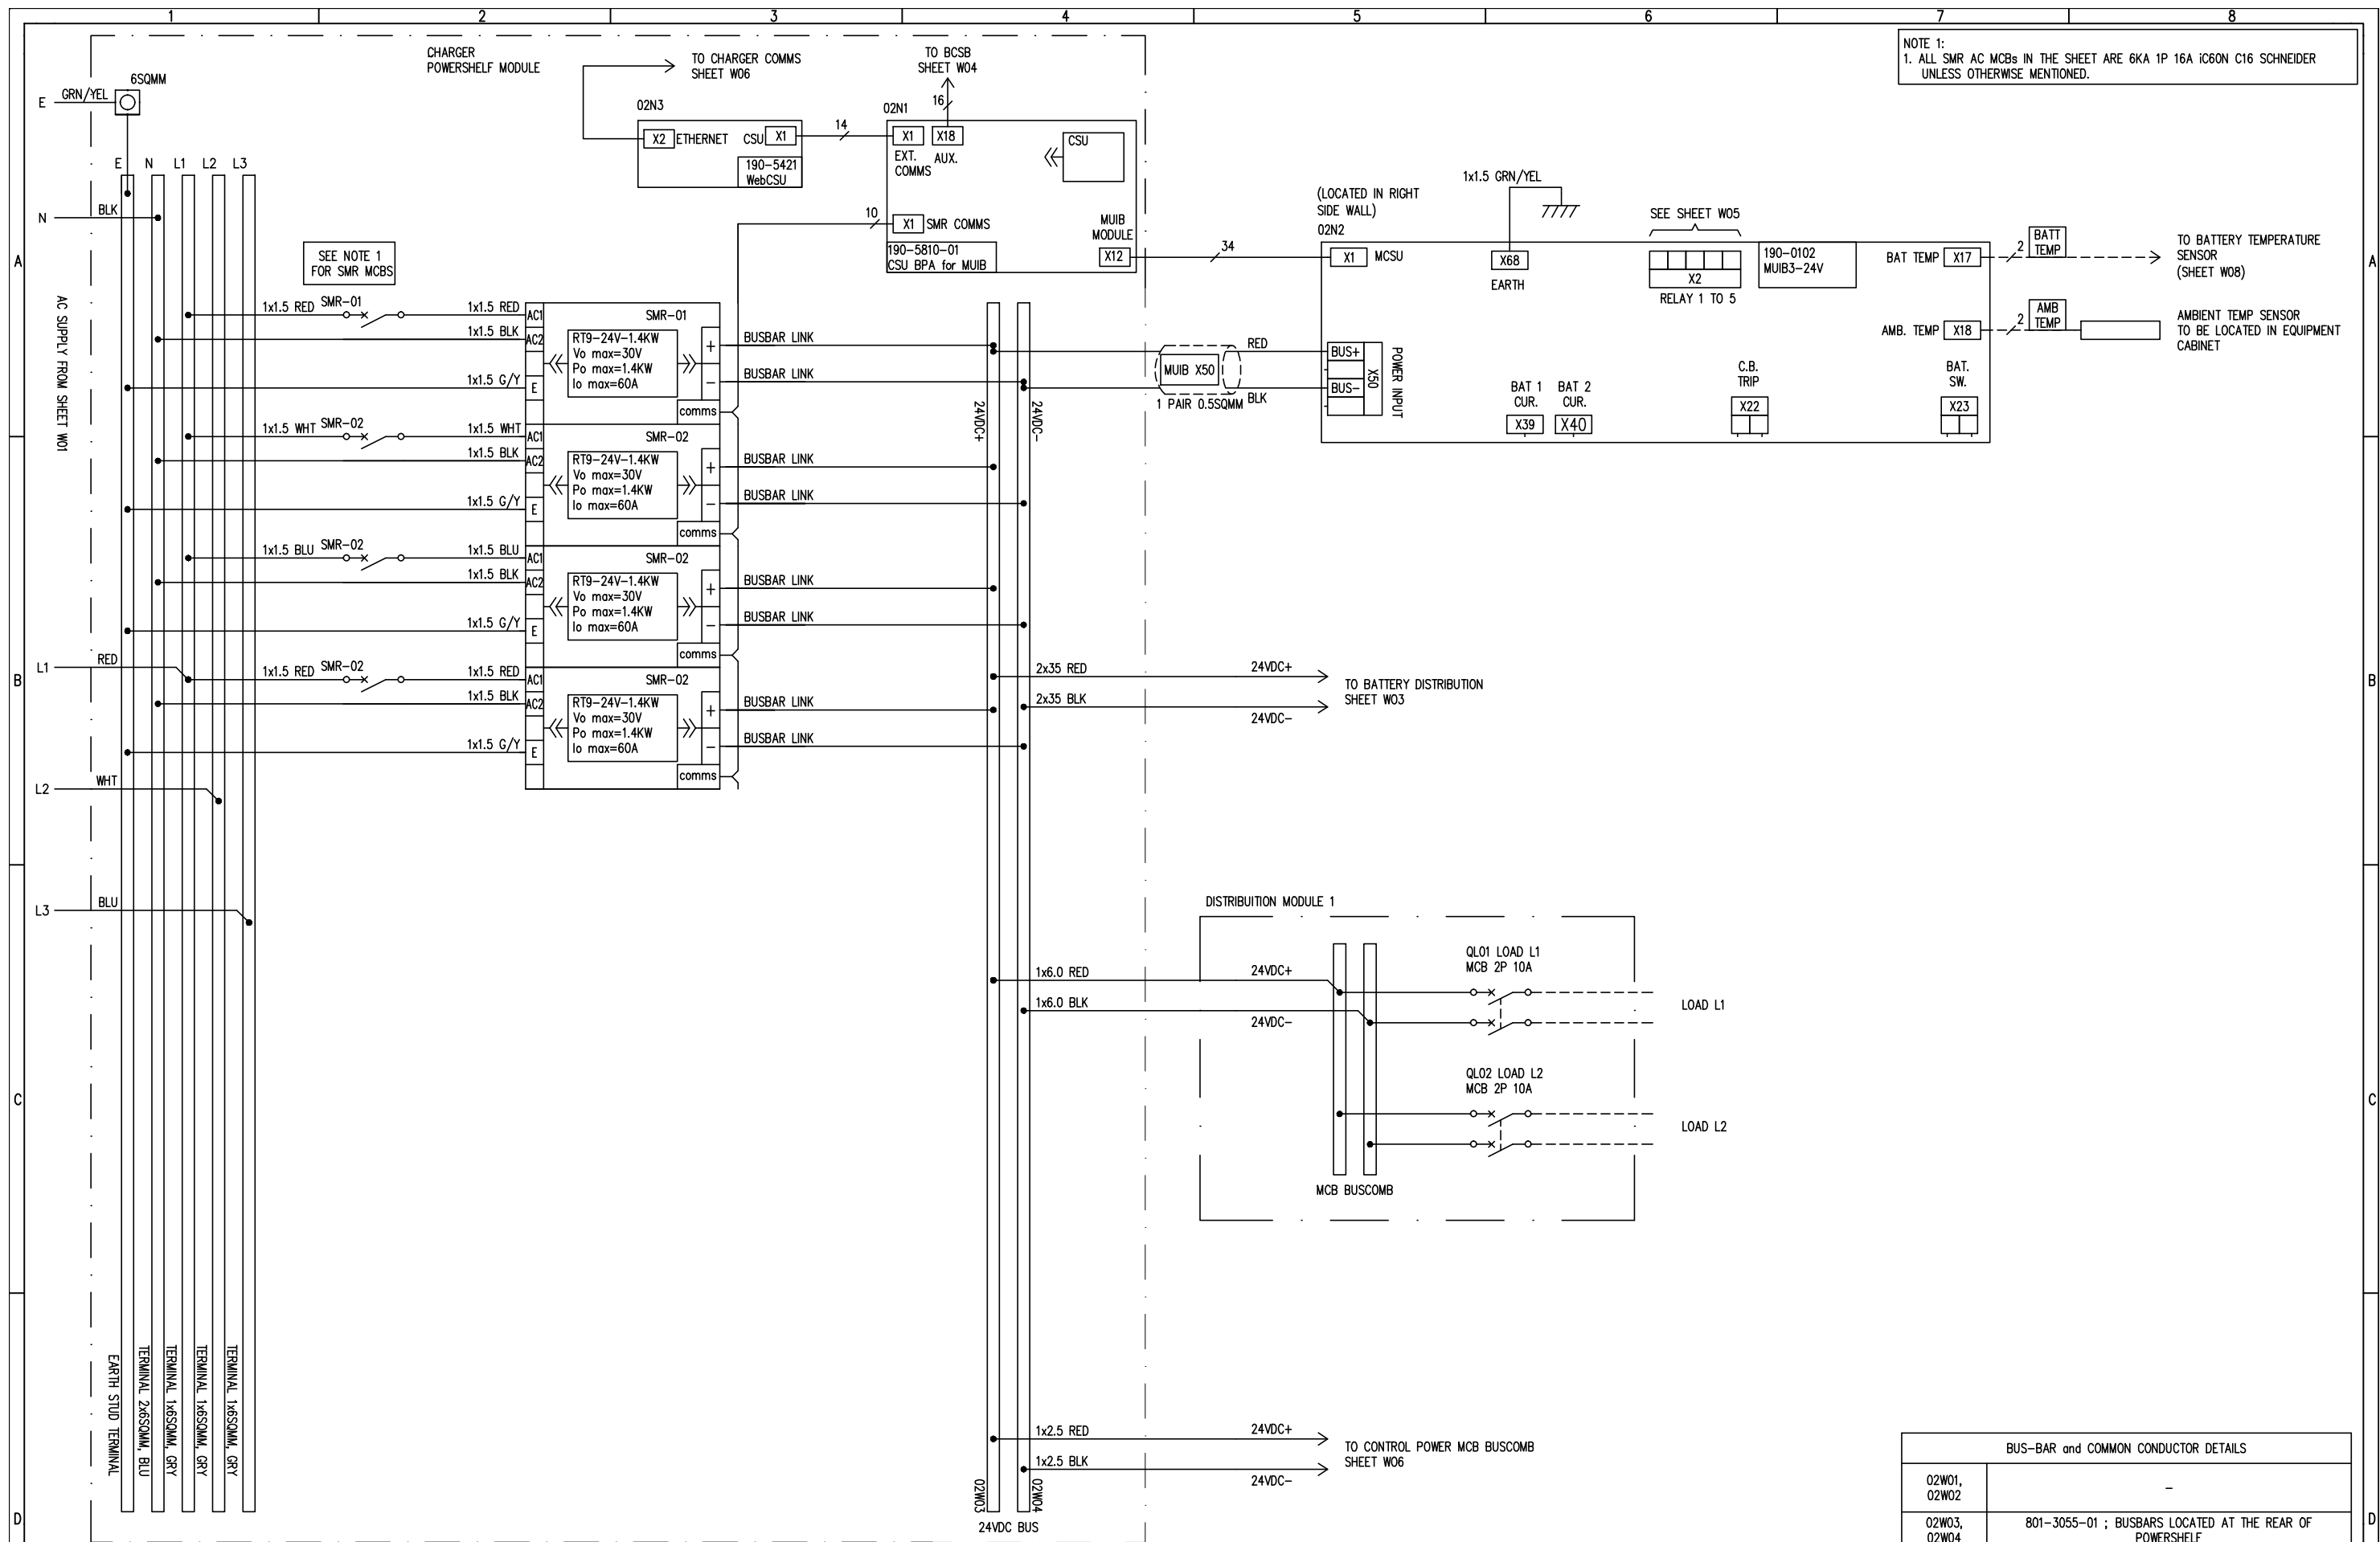 1 2 3 4 5 6 7 8
NOTE 1:
1. ALL SMR AC MCBs IN THE SHEET ARE 6KA 1P 16A iC60N C16 SCHNEIDER
UNLESS OTHERWISE MENTIONED.
CHARGER
POWERSHELF MODULE
TO CHARGER COMMS
SHEET W06
TO BCSB
SHEET W04
16
6SQMM
E GRN/YEL
02N3
X2 ETHERNET CSU X1
190-5421
WebCSU
14
02N1
X1 X18
EXT.
COMMS
AUX.
CSU
10
X1 SMR COMMS
MUIB
MODULE
X12
190-5810-01
CSU BPA for MUIB
34
E N L1 L2 L3
N BLK
A
A
AC SUPPLY FROM SHEET W01
SEE NOTE 1
FOR SMR MCBS
(LOCATED IN RIGHT
SIDE WALL)
02N2
X1 MCSU
1x1.5 GRN/YEL
X68
EARTH
SEE SHEET W05
X2
RELAY 1 TO 5
190-0102
MUIB3-24V
BAT TEMP X17
2
BATT
TEMP
TO BATTERY TEMPERATURE
SENSOR
(SHEET W08)
AMB. TEMP X18
2
AMB
TEMP
AMBIENT TEMP SENSOR
TO BE LOCATED IN EQUIPMENT
CABINET
BUS+
BUS-
X50
POWER INPUT
BAT 1
CUR.
X39
BAT 2
CUR.
X40
C.B.
TRIP
X22
BAT.
SW.
X23
RED
MUIB X50
1 PAIR 0.5SQMM
BLK
1x1.5 RED SMR-01 1x1.5 RED AC1 SMR-01
1x1.5 BLK AC2
RT9-24V-1.4KW
Vo max=30V
Po max=1.4KW
Io max=60A
+ BUSBAR LINK
- BUSBAR LINK
1x1.5 G/Y E
comms
24VDC+
24VDC-
1x1.5 WHT SMR-02 1x1.5 WHT AC1 SMR-02
1x1.5 BLK AC2
RT9-24V-1.4KW
Vo max=30V
Po max=1.4KW
Io max=60A
+ BUSBAR LINK
- BUSBAR LINK
1x1.5 G/Y E
comms
1x1.5 BLU SMR-02 1x1.5 BLU AC1 SMR-02
1x1.5 BLK AC2
RT9-24V-1.4KW
Vo max=30V
Po max=1.4KW
Io max=60A
+ BUSBAR LINK
- BUSBAR LINK
1x1.5 G/Y E
comms
B
B
L1 RED
1x1.5 RED SMR-02 1x1.5 RED AC1 SMR-02
1x1.5 BLK AC2
RT9-24V-1.4KW
Vo max=30V
Po max=1.4KW
Io max=60A
+ BUSBAR LINK
- BUSBAR LINK
1x1.5 G/Y E
comms
2x35 RED 24VDC+
2x35 BLK 24VDC-
TO BATTERY DISTRIBUTION
SHEET W03
L2 WHT
L3 BLU
DISTRIBUITION MODULE 1
1x6.0 RED 24VDC+
1x6.0 BLK 24VDC-
QL01 LOAD L1
MCB 2P 10A
LOAD L1
QL02 LOAD L2
MCB 2P 10A
LOAD L2
MCB BUSCOMB
C
C
EARTH STUD TERMINAL
TERMINAL 2x6SQMM, BLU
TERMINAL 1x6SQMM, GRY
TERMINAL 1x6SQMM, GRY
TERMINAL 1x6SQMM, GRY
1x2.5 RED 24VDC+
1x2.5 BLK 24VDC-
TO CONTROL POWER MCB BUSCOMB
SHEET W06
02W03
02W04
24VDC BUS
D
D
BUS-BAR and COMMON CONDUCTOR DETAILS
02W01,
02W02
-
02W03,
02W04
801-3055-01 ; BUSBARS LOCATED AT THE REAR OF
POWERSHELF